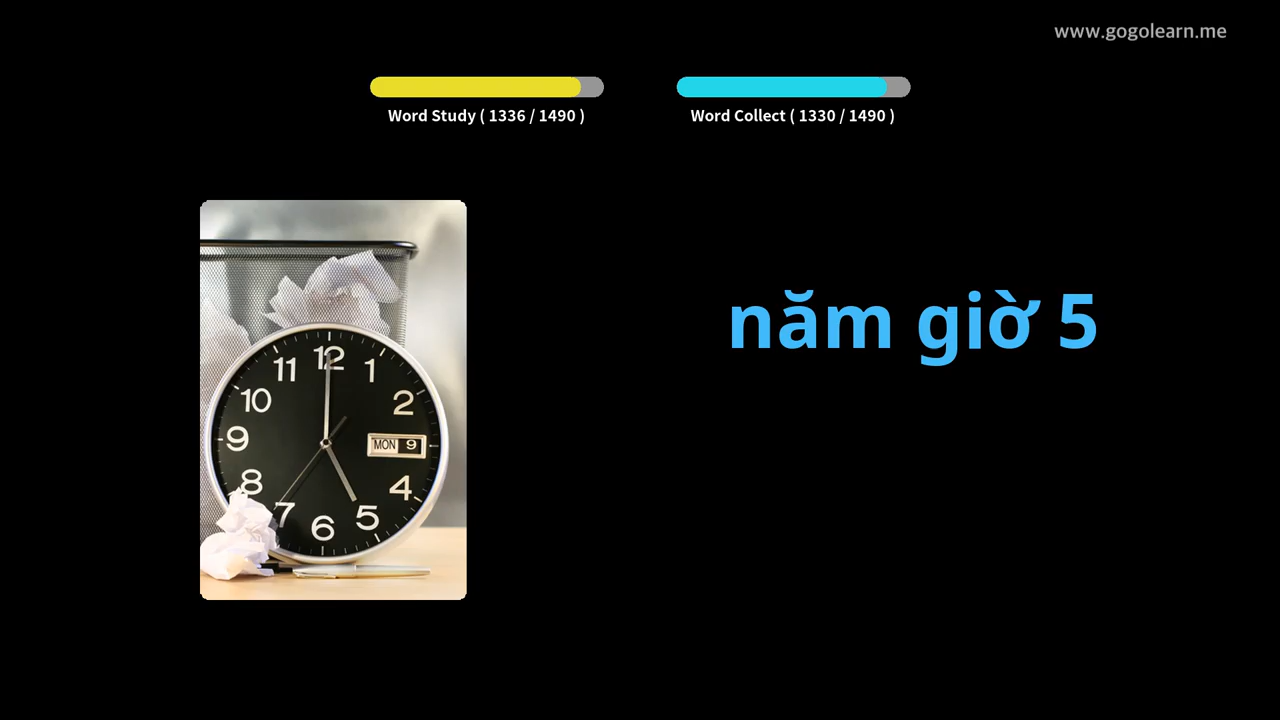 www.gogolearn.me
Word Study ( 1336 / 1490 )
Word Collect ( 1330 / 1490 )
năm giờ 5
12
11
1
10
2
9
MON 9
8
4
7
5
6